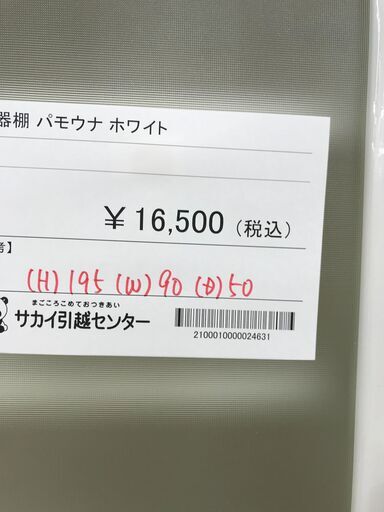 器棚 パモウナ ホワイト
￥16,500（税込）
考】
(H)195 (W)90 (D)50
まごころこめておつきあい
サカイ引越センター
2100010000024631